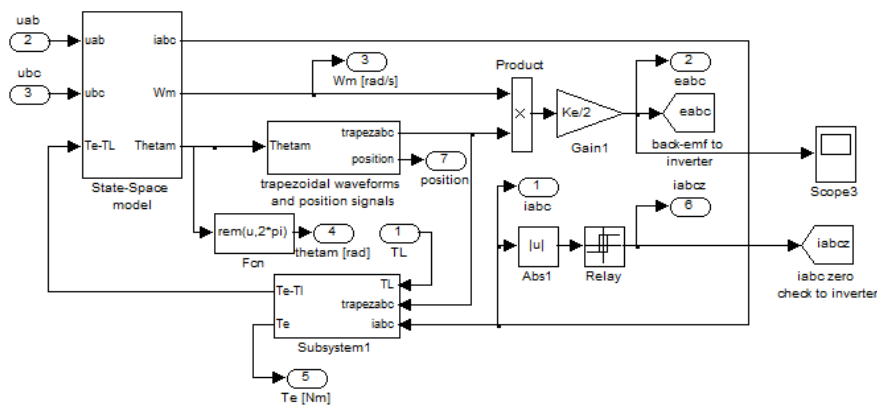 uab
2
ubc
3
uab
ubc
Te-TL
iabc
Wm
Thetam
State-Space
model
3
Wm [rad/s]
Thetam
trapezabc
position
trapezoidal waveforms
and position signals
7
position
Product
×
Ke/2
Gain1
2
eabc
eabc
back-emf to
inverter
Scope3
rem(u,2*pi)
Fcn
4
thetam [rad]
1
TL
1
iabc
|u|
Abs1
Relay
iabcz
6
iabcz
iabc zero
check to inverter
Te-Tl
Te
TL
trapezabc
iabc
Subsystem1
5
Te [Nm]